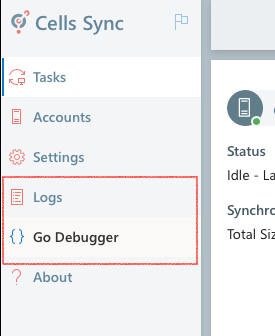 Cells Sync
Tasks
Accounts
Settings
Logs
{ } Go Debugger
? About
Status
Idle - La
Synchro
Total Siz